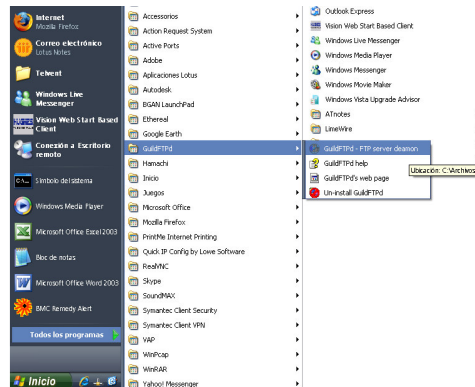 Internet
Mozilla Firefox
Correo electrónico
Lotus Notes
Telvent
Windows Live
Messenger
Vision Web Start Based
Client
Conexión a Escritorio
remoto
Símbolo del sistema
Windows Media Player
Microsoft Office Excel 2003
Bloc de notas
Microsoft Office Word 2003
BMC Remedy Alert
Todos los programas
Inicio
Accessorios
Action Request System
Active Ports
Adobe
Aplicaciones Lotus
Autodesk
BGAN LaunchPad
Ethereal
Google Earth
GuildFTPd
Hamachi
Inicio
Juegos
Microsoft Office
Mozilla Firefox
PrintMe Internet Printing
Quick IP Config by Lowe Software
RealVNC
Skype
SoundMAX
Symantec Client Security
Symantec Client VPN
VAP
WinPcap
WinRAR
Yahoo! Messenger
Outlook Express
Vision Web Start Based Client
Windows Live Messenger
Windows Media Player
Windows Messenger
Windows Movie Maker
Windows Vista Upgrade Advisor
ATnotes
LimeWire
GuildFTPd - FTP server deamon
GuildFTPd help
GuildFTPd's web page
Un-install GuildFTPd
Ubicación: C:\Archivos